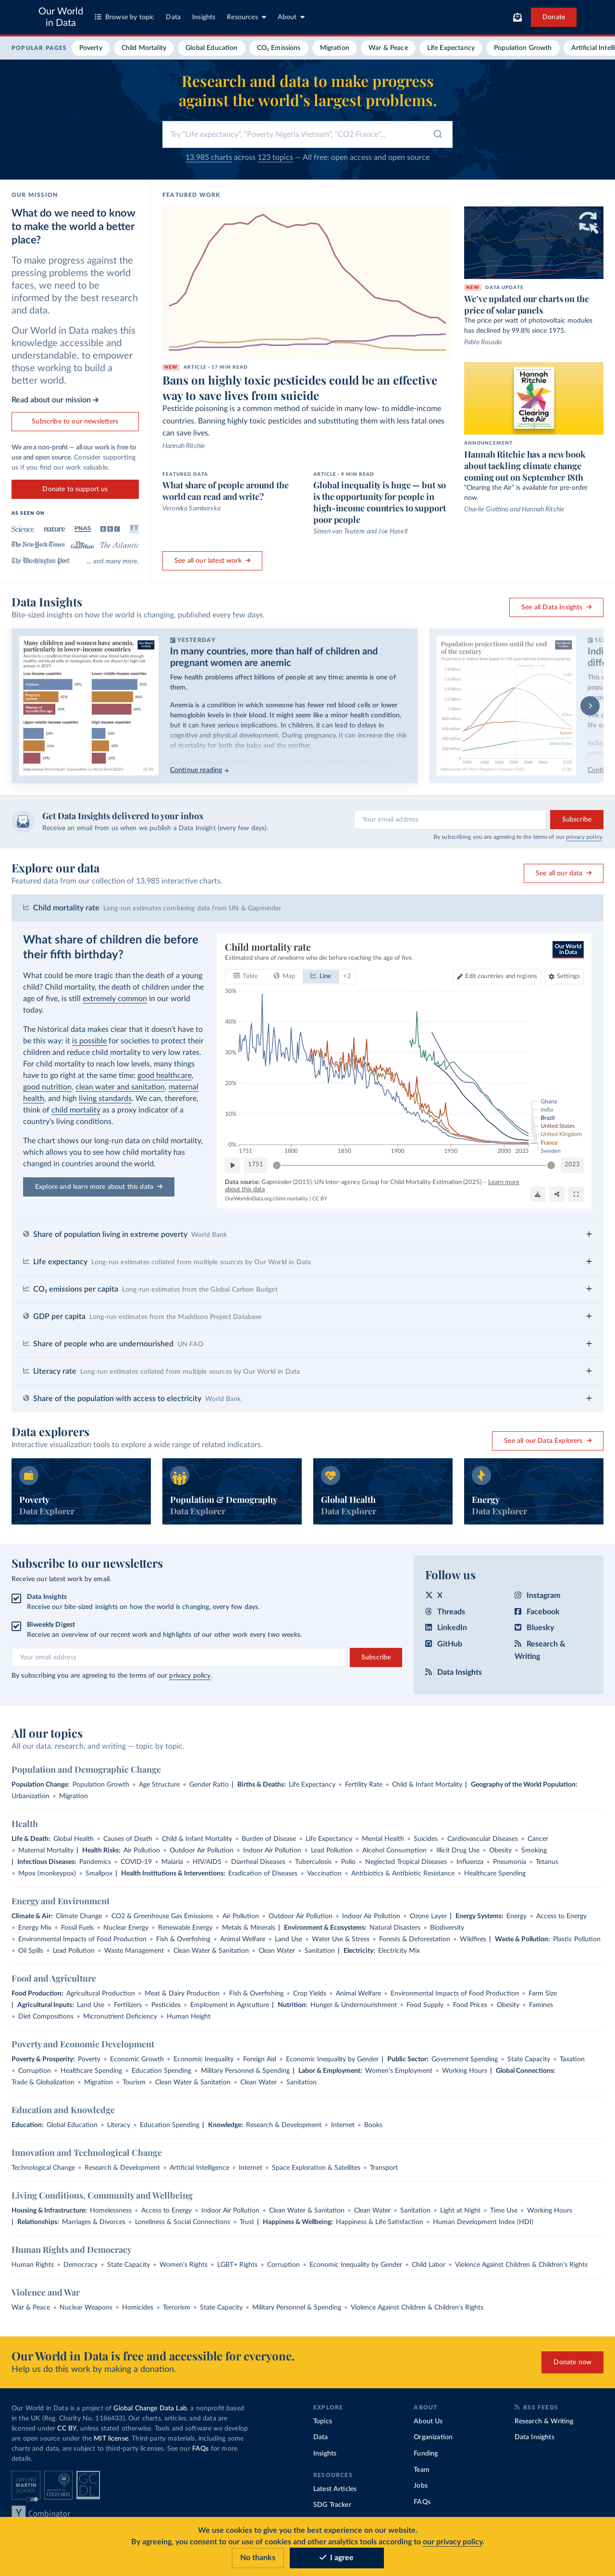 Our World
in Data
Browse by topic
Data
Insights
Resources
About
Donate
POPULAR PAGES
Poverty
Child Mortality
Global Education
CO₂ Emissions
Migration
War & Peace
Life Expectancy
Population Growth
Artificial Intelli
Research and data to make progress
against the world's largest problems.
Try "Life expectancy", "Poverty Nigeria Vietnam", "CO2 France"...
13,985 charts across 123 topics — All free: open access and open source
OUR MISSION
What do we need to know
to make the world a better
place?
To make progress against the
pressing problems the world
faces, we need to be
informed by the best research
and data.
Our World in Data makes this
knowledge accessible and
understandable, to empower
those working to build a
better world.
Read about our mission →
Subscribe to our newsletters
We are a non-profit — all our work is free to
use and open source. Consider supporting
us if you find our work valuable.
Donate to support us
AS SEEN ON
Science
nature
PNAS
BBC
FT
The New York Times
The Guardian
The Atlantic
The Washington Post
... and many more.
FEATURED WORK
NEW ARTICLE · 17 MIN READ
Bans on highly toxic pesticides could be an effective
way to save lives from suicide
Pesticide poisoning is a common method of suicide in many low- to middle-income
countries. Banning highly toxic pesticides and substituting them with less fatal ones
can save lives.
Hannah Ritchie
FEATURED DATA
What share of people around the
world can read and write?
Veronika Samborska
ARTICLE · 9 MIN READ
Global inequality is huge — but so
is the opportunity for people in
high-income countries to support
poor people
Simon van Teutem and Joe Hasell
See all our latest work →
NEW DATA UPDATE
We've updated our charts on the
price of solar panels
The price per watt of photovoltaic modules
has declined by 99.8% since 1975.
Pablo Rosado
Hannah
Ritchie
Clearing
the Air
ANNOUNCEMENT
Hannah Ritchie has a new book
about tackling climate change
coming out on September 18th
"Clearing the Air" is available for pre-order
now.
Charlie Giattino and Hannah Ritchie
Data Insights
Bite-sized insights on how the world is changing, published every few days.
See all Data Insights →
Many children and women have anemia,
particularly in lower-income countries
YESTERDAY
In many countries, more than half of children and
pregnant women are anemic
Few health problems affect billions of people at any time; anemia is one of
them.
Anemia is a condition in which someone has fewer red blood cells or lower
hemoglobin levels in their blood. It might seem like a minor health condition,
but it can have serious implications. In children, it can lead to delays in
cognitive and physical development. During pregnancy, it can increase the risk
of mortality for both the baby and the mother.
Continue reading →
Population projections until the end
of the century
Get Data Insights delivered to your inbox
Receive an email from us when we publish a Data Insight (every few days).
Your email address
Subscribe
By subscribing you are agreeing to the terms of our privacy policy.
Explore our data
Featured data from our collection of 13,985 interactive charts.
See all our data →
Child mortality rate Long-run estimates combining data from UN & Gapminder
What share of children die before
their fifth birthday?
What could be more tragic than the death of a young
child? Child mortality, the death of children under the
age of five, is still extremely common in our world
today.
The historical data makes clear that it doesn't have to
be this way: it is possible for societies to protect their
children and reduce child mortality to very low rates.
For child mortality to reach low levels, many things
have to go right at the same time: good healthcare,
good nutrition, clean water and sanitation, maternal
health, and high living standards. We can, therefore,
think of child mortality as a proxy indicator of a
country's living conditions.
The chart shows our long-run data on child mortality,
which allows you to see how child mortality has
changed in countries around the world.
Explore and learn more about this data →
Child mortality rate
Estimated share of newborns who die before reaching the age of five.
Our World
in Data
Table
Map
Line
+2
Edit countries and regions
Settings
50%
40%
30%
20%
10%
0%
1751
1800
1850
1900
1950
2000
2023
Ghana
India
Brazil
United States
United Kingdom
France
Sweden
1751
2023
Data source: Gapminder (2015); UN Inter-agency Group for Child Mortality Estimation (2025) – Learn more
about this data
OurWorldinData.org/child-mortality | CC BY
Share of population living in extreme poverty World Bank
Life expectancy Long-run estimates collated from multiple sources by Our World in Data
CO₂ emissions per capita Long-run estimates from the Global Carbon Budget
GDP per capita Long-run estimates from the Maddison Project Database
Share of people who are undernourished UN FAO
Literacy rate Long-run estimates collated from multiple sources by Our World in Data
Share of the population with access to electricity World Bank
Data explorers
Interactive visualization tools to explore a wide range of related indicators.
See all our Data Explorers →
Poverty
Data Explorer
Population & Demography
Data Explorer
Global Health
Data Explorer
Energy
Data Explorer
Subscribe to our newsletters
Receive our latest work by email.
Data Insights
Receive our bite-sized insights on how the world is changing, every few days.
Biweekly Digest
Receive an overview of our recent work and highlights of our other work every two weeks.
Your email address
Subscribe
By subscribing you are agreeing to the terms of our privacy policy.
Follow us
X
Instagram
Threads
Facebook
LinkedIn
Bluesky
GitHub
Research &
Writing
Data Insights
All our topics
All our data, research, and writing — topic by topic.
Population and Demographic Change
Population Change: Population Growth • Age Structure • Gender Ratio | Births & Deaths: Life Expectancy • Fertility Rate • Child & Infant Mortality | Geography of the World Population:
Urbanization • Migration
Health
Life & Death: Global Health • Causes of Death • Child & Infant Mortality • Burden of Disease • Life Expectancy • Mental Health • Suicides • Cardiovascular Diseases • Cancer
• Maternal Mortality | Health Risks: Air Pollution • Outdoor Air Pollution • Indoor Air Pollution • Lead Pollution • Alcohol Consumption • Illicit Drug Use • Obesity • Smoking
| Infectious Diseases: Pandemics • COVID-19 • Malaria • HIV/AIDS • Diarrheal Diseases • Tuberculosis • Polio • Neglected Tropical Diseases • Influenza • Pneumonia • Tetanus
• Mpox (monkeypox) • Smallpox | Health Institutions & Interventions: Eradication of Diseases • Vaccination • Antibiotics & Antibiotic Resistance • Healthcare Spending
Energy and Environment
Climate & Air: Climate Change • CO2 & Greenhouse Gas Emissions • Air Pollution • Outdoor Air Pollution • Indoor Air Pollution • Ozone Layer | Energy Systems: Energy • Access to Energy
• Energy Mix • Fossil Fuels • Nuclear Energy • Renewable Energy • Metals & Minerals | Environment & Ecosystems: Natural Disasters • Biodiversity
• Environmental Impacts of Food Production • Fish & Overfishing • Animal Welfare • Land Use • Water Use & Stress • Forests & Deforestation • Wildfires | Waste & Pollution: Plastic Pollution
• Oil Spills • Lead Pollution • Waste Management • Clean Water & Sanitation • Clean Water • Sanitation | Electricity: Electricity Mix
Food and Agriculture
Food Production: Agricultural Production • Meat & Dairy Production • Fish & Overfishing • Crop Yields • Animal Welfare • Environmental Impacts of Food Production • Farm Size
| Agricultural Inputs: Land Use • Fertilizers • Pesticides • Employment in Agriculture | Nutrition: Hunger & Undernourishment • Food Supply • Food Prices • Obesity • Famines
• Diet Compositions • Micronutrient Deficiency • Human Height
Poverty and Economic Development
Poverty & Prosperity: Poverty • Economic Growth • Economic Inequality • Foreign Aid • Economic Inequality by Gender | Public Sector: Government Spending • State Capacity • Taxation
• Corruption • Healthcare Spending • Education Spending • Military Personnel & Spending | Labor & Employment: Women's Employment • Working Hours | Global Connections:
Trade & Globalization • Migration • Tourism • Clean Water & Sanitation • Clean Water • Sanitation
Education and Knowledge
Education: Global Education • Literacy • Education Spending | Knowledge: Research & Development • Internet • Books
Innovation and Technological Change
Technological Change • Research & Development • Artificial Intelligence • Internet • Space Exploration & Satellites • Transport
Living Conditions, Community and Wellbeing
Housing & Infrastructure: Homelessness • Access to Energy • Indoor Air Pollution • Clean Water & Sanitation • Clean Water • Sanitation • Light at Night • Time Use • Working Hours
| Relationships: Marriages & Divorces • Loneliness & Social Connections • Trust | Happiness & Wellbeing: Happiness & Life Satisfaction • Human Development Index (HDI)
Human Rights and Democracy
Human Rights • Democracy • State Capacity • Women's Rights • LGBT+ Rights • Corruption • Economic Inequality by Gender • Child Labor • Violence Against Children & Children's Rights
Violence and War
War & Peace • Nuclear Weapons • Homicides • Terrorism • State Capacity • Military Personnel & Spending • Violence Against Children & Children's Rights
Our World in Data is free and accessible for everyone.
Help us do this work by making a donation.
Donate now
Our World in Data is a project of Global Change Data Lab, a nonprofit based
in the UK (Reg. Charity No. 1186433). Our charts, articles, and data are
licensed under CC BY, unless stated otherwise. Tools and software we develop
are open source under the MIT license. Third-party materials, including some
charts and data, are subject to third-party licenses. See our FAQs for more
details.
OXFORD
MARTIN
SCHOOL
UNIVERSITY OF
OXFORD
GC
DL
Y Combinator
EXPLORE
Topics
Data
Insights
RESOURCES
Latest Articles
SDG Tracker
ABOUT
About Us
Organization
Funding
Team
Jobs
FAQs
RSS FEEDS
Research & Writing
Data Insights
We use cookies to give you the best experience on our website.
By agreeing, you consent to our use of cookies and other analytics tools according to our privacy policy.
No thanks
I agree